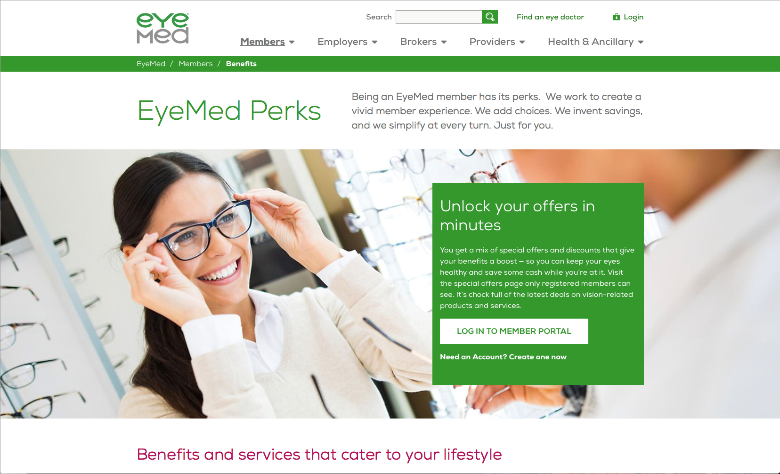 eye
med
Search
Find an eye doctor
Login
Members
Employers
Brokers
Providers
Health & Ancillary
EyeMed / Members / Benefits
EyeMed Perks
Being an EyeMed member has its perks. We work to create a
vivid member experience. We add choices. We invent savings,
and we simplify at every turn. Just for you.
Unlock your offers in
minutes
You get a mix of special offers and discounts that give
your benefits a boost – so you can keep your eyes
healthy and save some cash while you're at it. Visit
the special offers page only registered members can
see. It's chock full of the latest deals on vision-related
products and services.
LOG IN TO MEMBER PORTAL
Need an Account? Create one now
Benefits and services that cater to your lifestyle